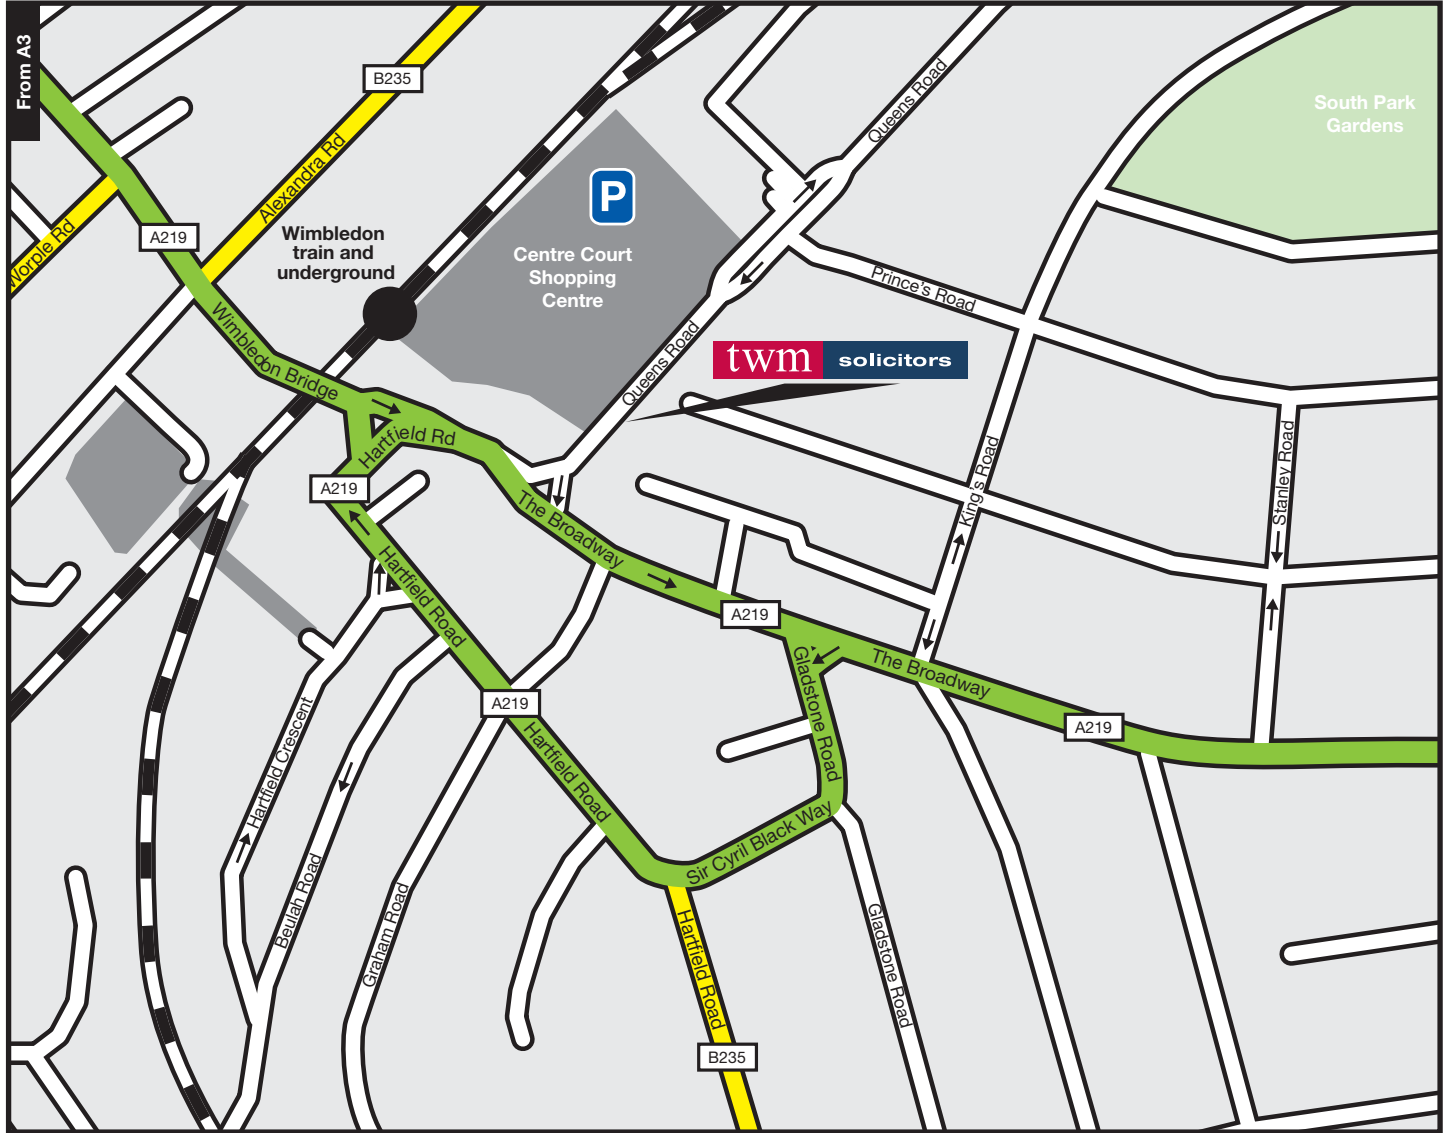 From A3
B235
South Park
Gardens
Queens Road
Alexandra Rd
P
Worple Rd
A219
Wimbledon
train and
underground
Centre Court
Shopping
Centre
Prince's Road
Wimbledon Bridge
Queens Road
twm solicitors
Hartfield Rd
King's Road
Stanley Road
A219
The Broadway
Hartfield Road
A219
The Broadway
Gladstone Road
A219
A219
Hartfield Crescent
Hartfield Road
Sir Cyril Black Way
Beulah Road
Graham Road
Hartfield Road
Gladstone Road
B235